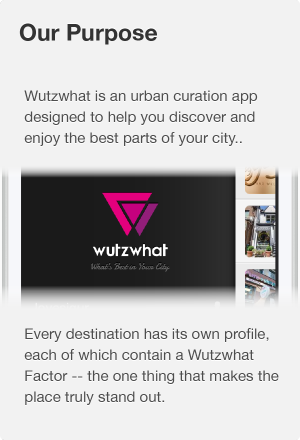 Our Purpose
Wutzwhat is an urban curation app
designed to help you discover and
enjoy the best parts of your city..
wutzwhat
What's Best in Your City
Every destination has its own profile,
each of which contain a Wutzwhat
Factor -- the one thing that makes the
place truly stand out.